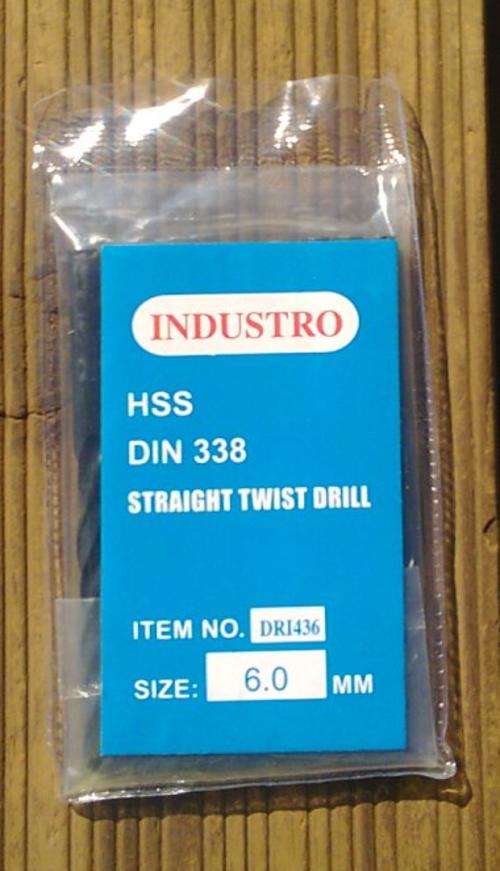 INDUSTRO
HSS
DIN 338
STRAIGHT TWIST DRILL
ITEM NO. DRI436
SIZE: 6.0 MM